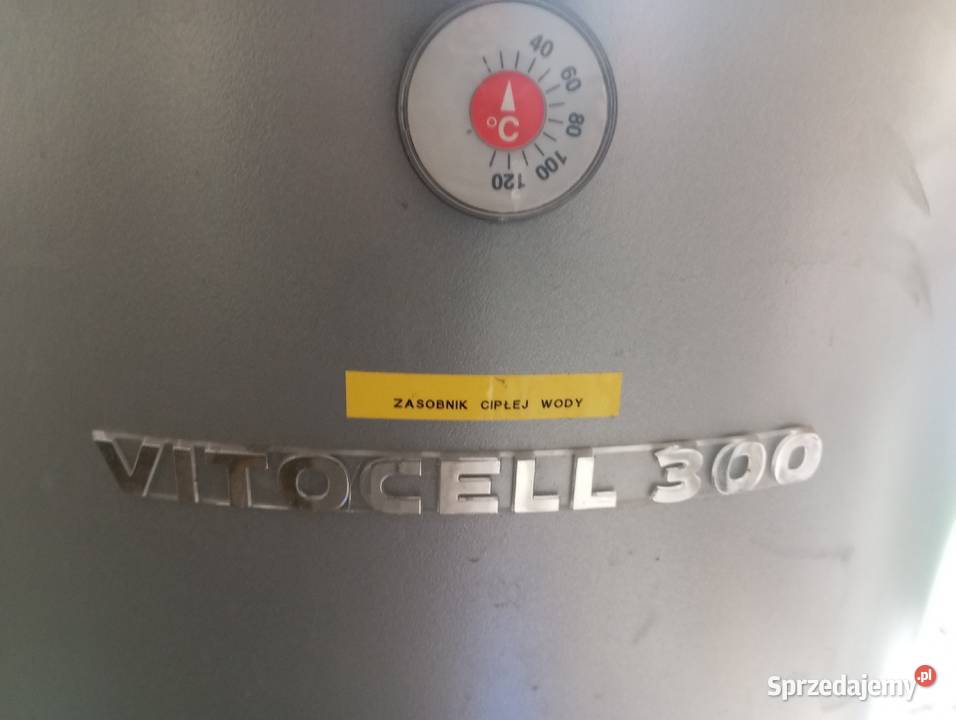 40
60
80
100
120
°C
ZASOBNIK CIPŁEJ WODY
VITOCELL 300
Sprzedajemy.pl